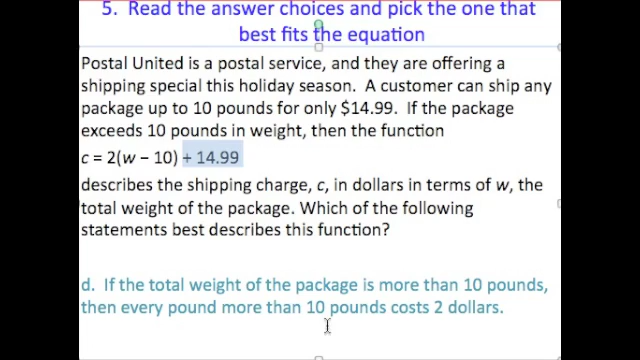 5. Read the answer choices and pick the one that
best fits the equation
Postal United is a postal service, and they are offering a
shipping special this holiday season. A customer can ship any
package up to 10 pounds for only $14.99. If the package
exceeds 10 pounds in weight, then the function
c = 2(w − 10) + 14.99
describes the shipping charge, c, in dollars in terms of w, the
total weight of the package. Which of the following
statements best describes this function?
d. If the total weight of the package is more than 10 pounds,
then every pound more than 10 pounds costs 2 dollars.